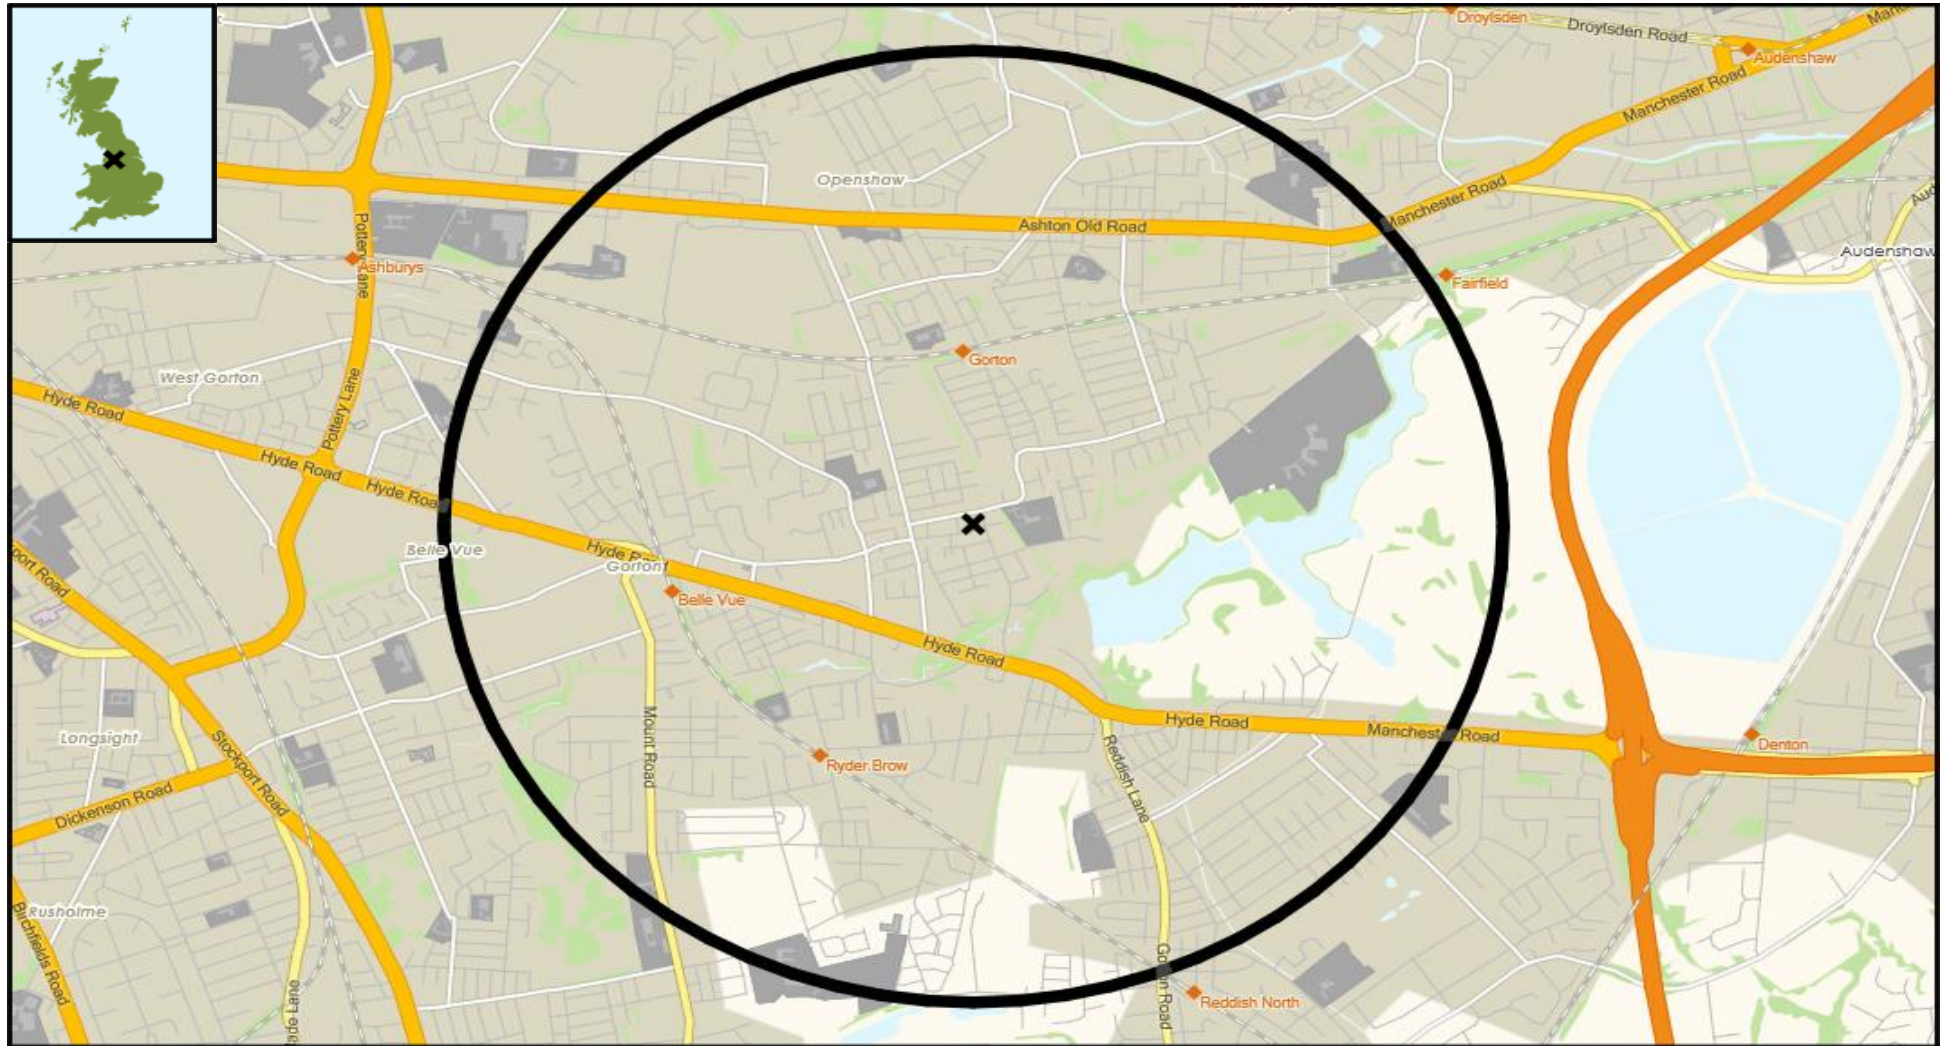 Droylsden
Droylsden Road
Audenshaw
Manchester Road
Openshaw
Ashton Old Road
Manchester Road
Pottery Lane
Ashburys
Fairfield
Audenshaw
Gorton
West Gorton
Hyde Road
Pottery Lane
Hyde Road
Hyde Road
Belle Vue
Hyde Road
Gorton
Belle Vue
Hyde Road
Mount Road
Longsight
Stockport Road
Dickenson Road
Hyde Road
Manchester Road
Reddish Lane
Denton
Ryder Brow
Rusholme
Birchfields Road
Gorton Road
Reddish North